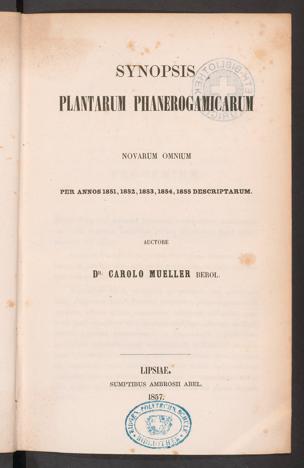 SYNOPSIS
PLANTARUM PHANEROGAMICARUM
NOVARUM OMNIUM
PER ANNOS 1851, 1852, 1853, 1854, 1855 DESCRIPTARUM.
AUCTORE
DR. CAROLO MUELLER BEROL.
LIPSIAE.
SUMPTIBUS AMBROSII ABEL.
1857.
BIBLIOTHEK